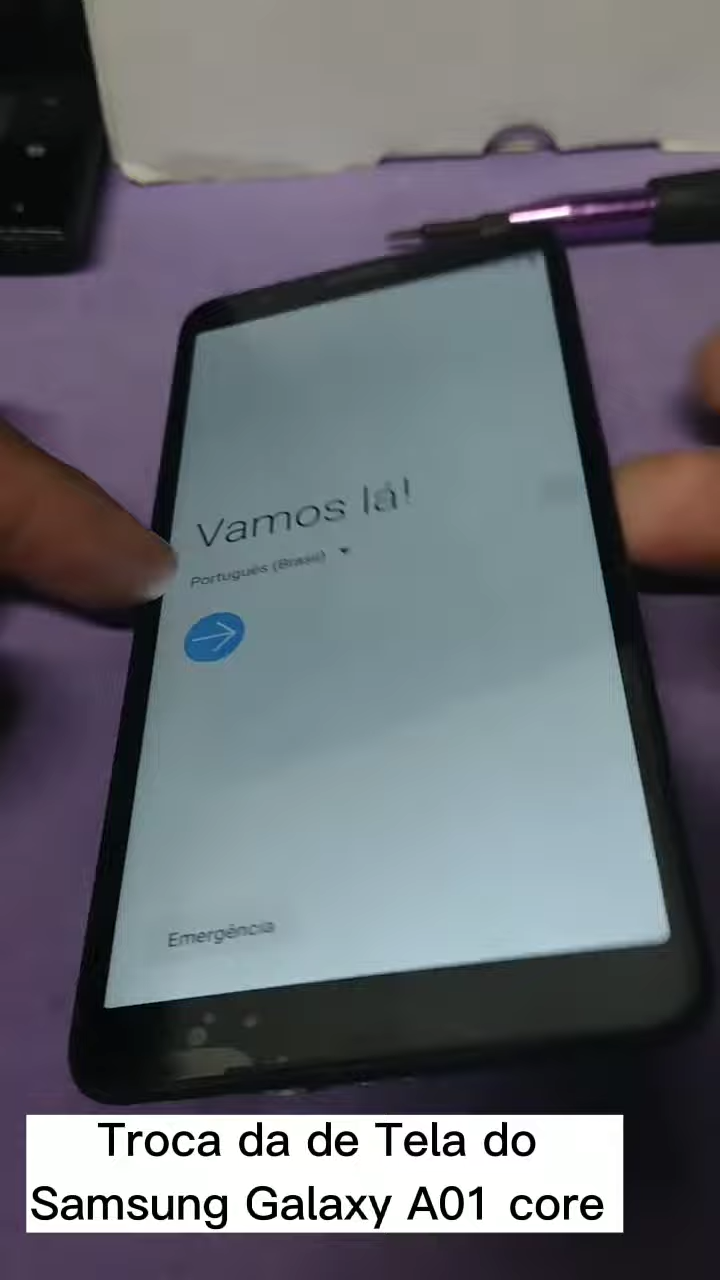 Vamos lá!
Português (Brasil)
Emergência
Troca da de Tela do
Samsung Galaxy A01 core